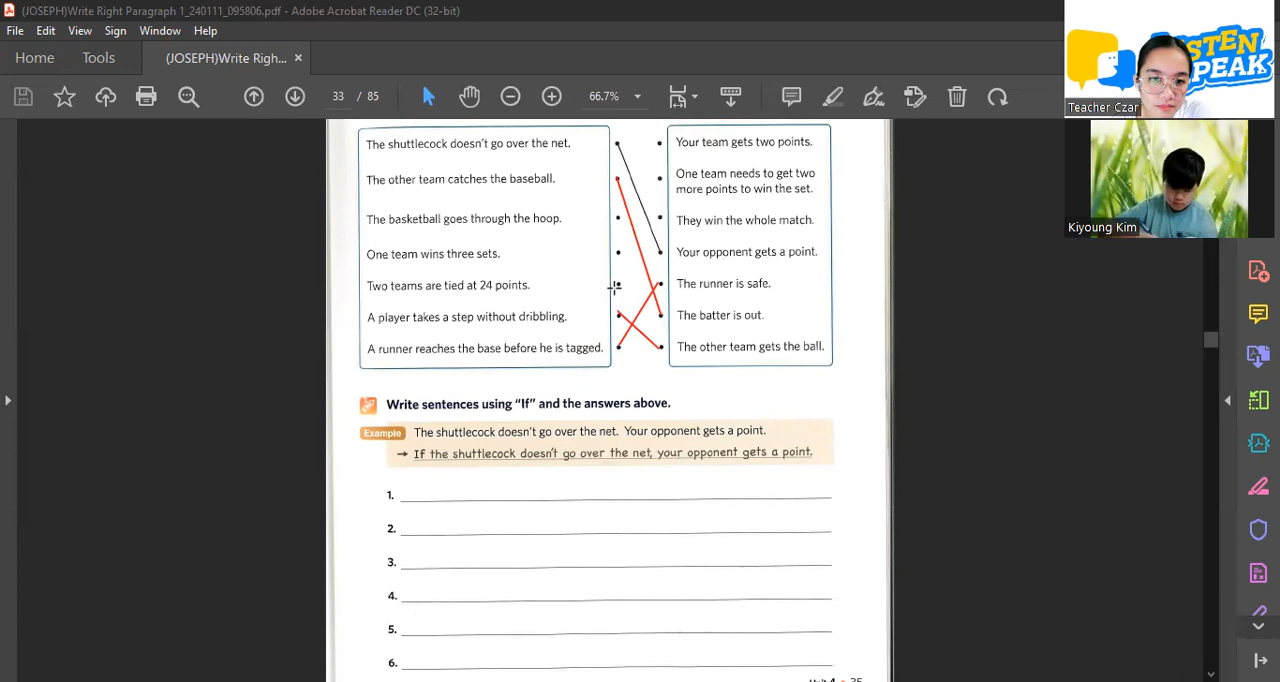 (JOSEPH)Write Right Paragraph 1_240111_095806.pdf - Adobe Acrobat Reader DC (32-bit)
File Edit View Sign Window Help
Home Tools (JOSEPH)Write Righ... ×
33 / 85 66.7%
LISTEN
SPEAK
Teacher Czar
Kiyoung Kim
The shuttlecock doesn't go over the net.
The other team catches the baseball.
The basketball goes through the hoop.
One team wins three sets.
Two teams are tied at 24 points.
A player takes a step without dribbling.
A runner reaches the base before he is tagged.
Your team gets two points.
One team needs to get two
more points to win the set.
They win the whole match.
Your opponent gets a point.
The runner is safe.
The batter is out.
The other team gets the ball.
Write sentences using "If" and the answers above.
Example The shuttlecock doesn't go over the net. Your opponent gets a point.
→ If the shuttlecock doesn't go over the net, your opponent gets a point.
1.
2.
3.
4.
5.
6.
Unit 4 • 35